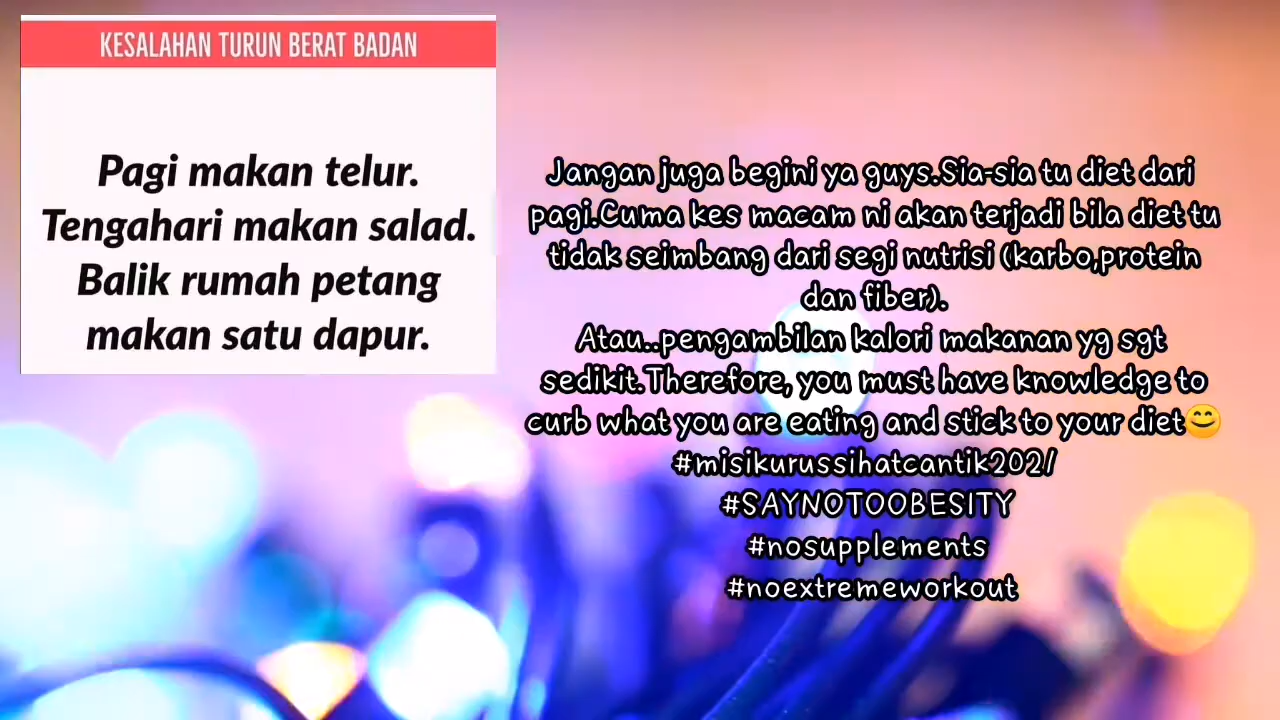 KESALAHAN TURUN BERAT BADAN
Pagi makan telur.
Tengahari makan salad.
Balik rumah petang
makan satu dapur.
Jangan juga begini ya guys.Sia-sia tu diet dari
pagi.Cuma kes macam ni akan terjadi bila diet tu
tidak seimbang dari segi nutrisi (karbo,protein
dan fiber).
Atau..pengambilan kalori makanan yg sgt
sedikit.Therefore, you must have knowledge to
curb what you are eating and stick to your diet😊
#misikurussihatcantik2021
#SAYNOTOOBESITY
#nosupplements
#noextremeworkout